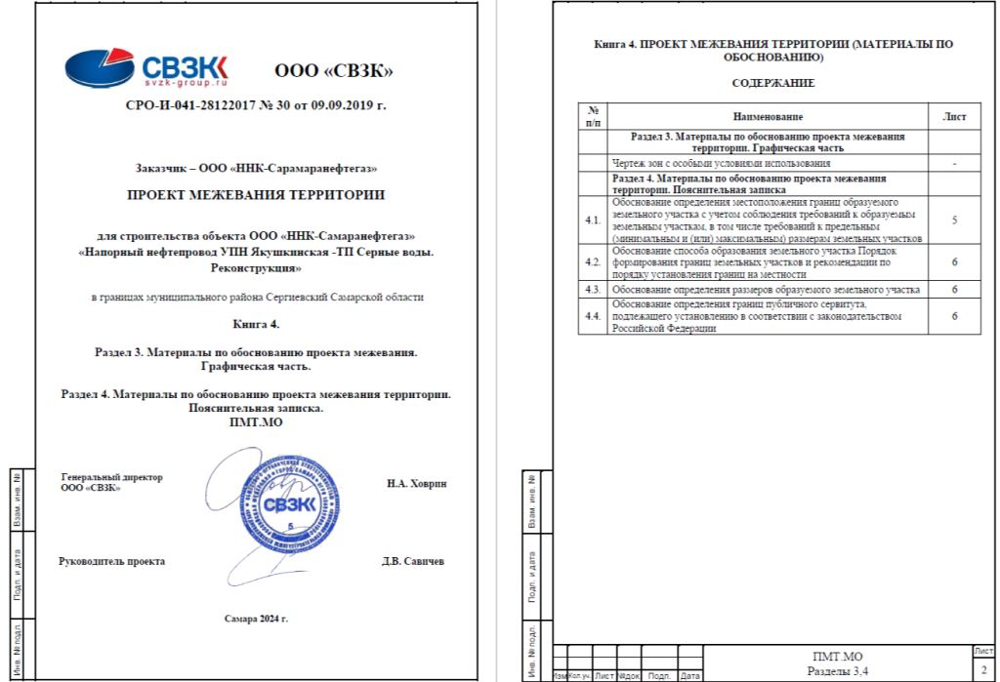 СВЗК
svzk-group.ru
ООО «СВЗК»
СРО-И-041-28122017 № 30 от 09.09.2019 г.
Заказчик – ООО «ННК-Сарамаранефтегаз»
ПРОЕКТ МЕЖЕВАНИЯ ТЕРРИТОРИИ
для строительства объекта ООО «ННК-Самаранефтегаз»
«Напорный нефтепровод УПН Якушкинская -ТП Серные воды.
Реконструкция»
в границах муниципального района Сергиевский Самарской области
Книга 4.
Раздел 3. Материалы по обоснованию проекта межевания.
Графическая часть.
Раздел 4. Материалы по обоснованию проекта межевания территории.
Пояснительная записка.
ПМТ.МО
Генеральный директор
ООО «СВЗК»
Н.А. Ховрин
СВЗК
5
Руководитель проекта
Д.В. Савичев
Самара 2024 г.
Взам. инв. №
Подп. и дата
Инв. № подл.
Книга 4. ПРОЕКТ МЕЖЕВАНИЯ ТЕРРИТОРИИ (МАТЕРИАЛЫ ПО
ОБОСНОВАНИЮ)
СОДЕРЖАНИЕ
№
п/п
Наименование
Лист
Раздел 3. Материалы по обоснованию проекта межевания
территории. Графическая часть
Чертеж зон с особыми условиями использования
-
Раздел 4. Материалы по обоснованию проекта межевания
территории. Пояснительная записка
4.1.
Обоснование определения местоположения границ образуемого
земельного участка с учетом соблюдения требований к образуемым
земельным участкам, в том числе требований к предельным
(минимальным и (или) максимальным) размерам земельных участков
5
4.2.
Обоснование способа образования земельного участка Порядок
формирования границ земельных участков и рекомендации по
порядку установления границ на местности
6
4.3.
Обоснование определения размеров образуемого земельного участка
6
4.4.
Обоснование определения границ публичного сервитута,
подлежащего установлению в соответствии с законодательством
Российской Федерации
6
Взам. инв. №
Подп. и дата
Инв. № подл.
Изм
Кол.уч.
Лист
№док
Подп.
Дата
ПМТ.МО
Разделы 3,4
Лист
2